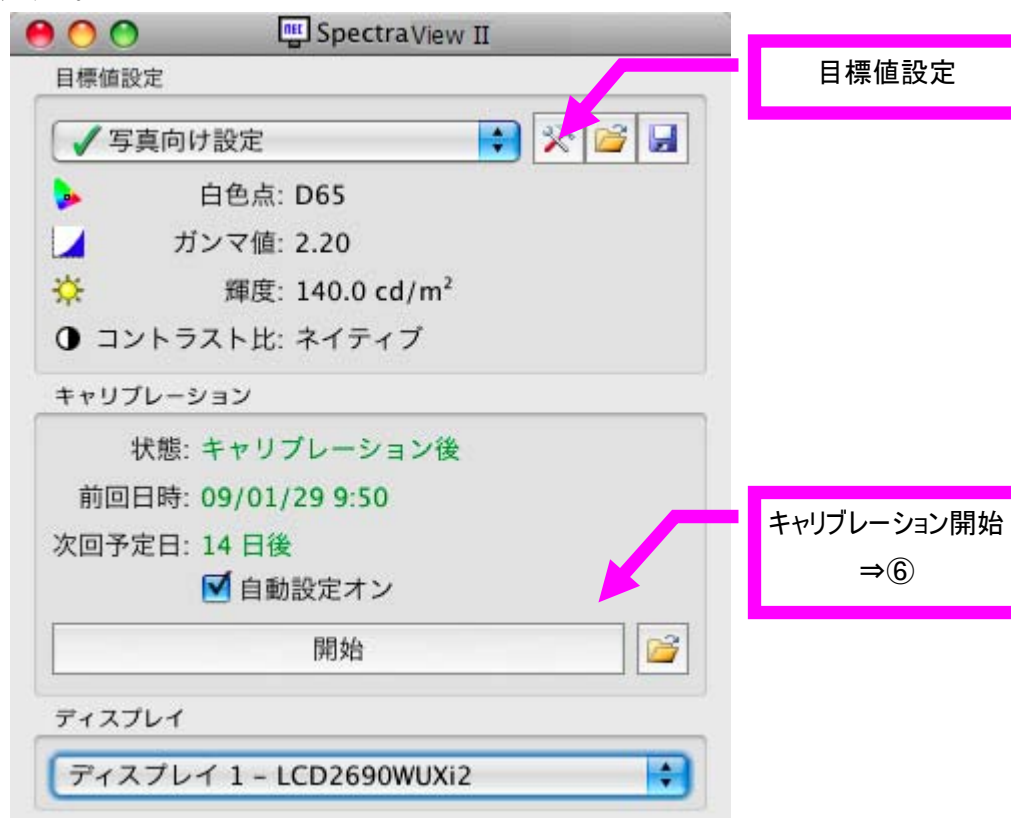 NEC SpectraView II
目標値設定
写真向け設定
白色点: D65
ガンマ値: 2.20
輝度: 140.0 cd/m²
コントラスト比: ネイティブ
キャリブレーション
状態: キャリブレーション後
前回日時: 09/01/29 9:50
次回予定日: 14 日後
自動設定オン
開始
ディスプレイ
ディスプレイ 1 – LCD2690WUXi2
目標値設定
キャリブレーション開始
⇒⑥